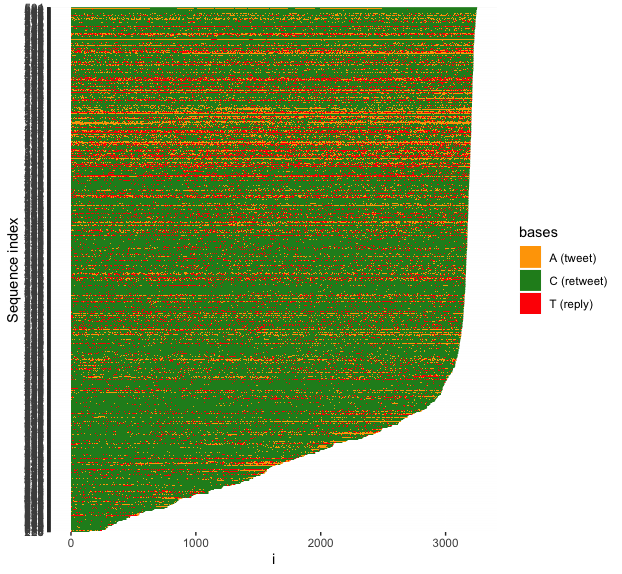 Sequence index
0
1000
2000
3000
i
bases
A (tweet)
C (retweet)
T (reply)